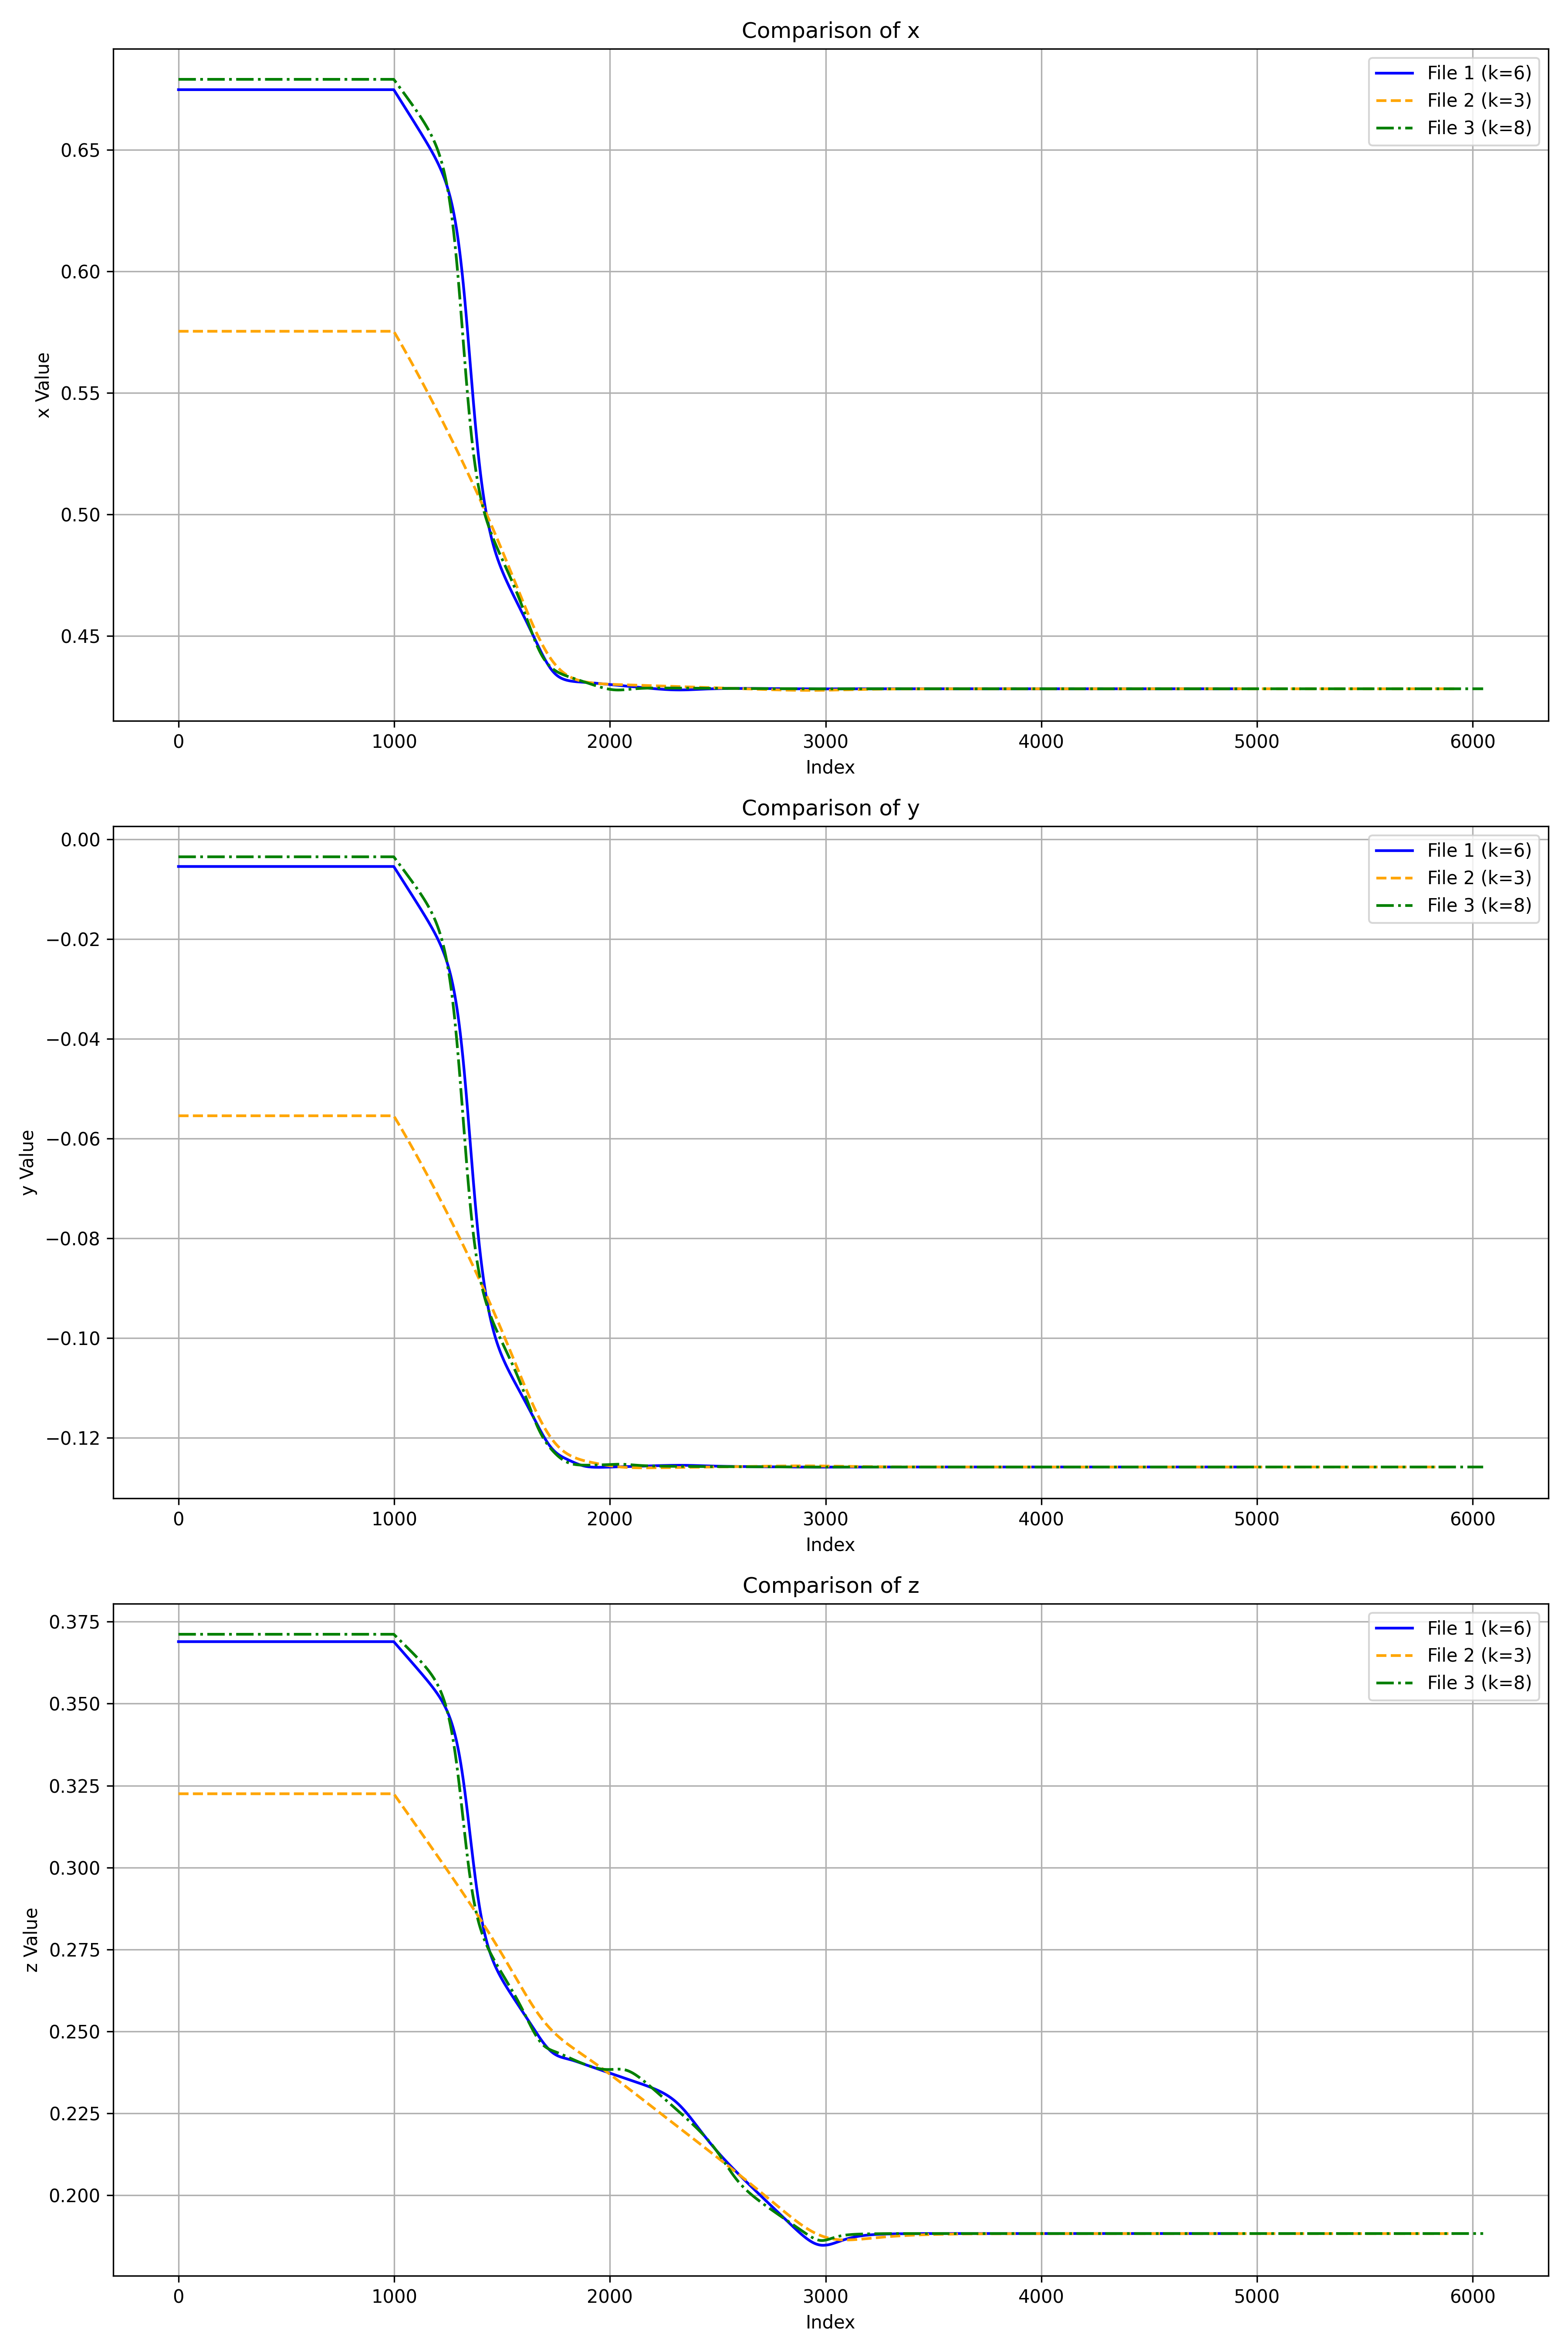 Comparison of x
File 1 (k=6)
File 2 (k=3)
File 3 (k=8)
0.65
0.60
0.55
0.50
0.45
x Value
0 1000 2000 3000 4000 5000 6000
Index
Comparison of y
File 1 (k=6)
File 2 (k=3)
File 3 (k=8)
0.00
−0.02
−0.04
−0.06
−0.08
−0.10
−0.12
y Value
0 1000 2000 3000 4000 5000 6000
Index
Comparison of z
File 1 (k=6)
File 2 (k=3)
File 3 (k=8)
0.375
0.350
0.325
0.300
0.275
0.250
0.225
0.200
z Value
0 1000 2000 3000 4000 5000 6000
Index